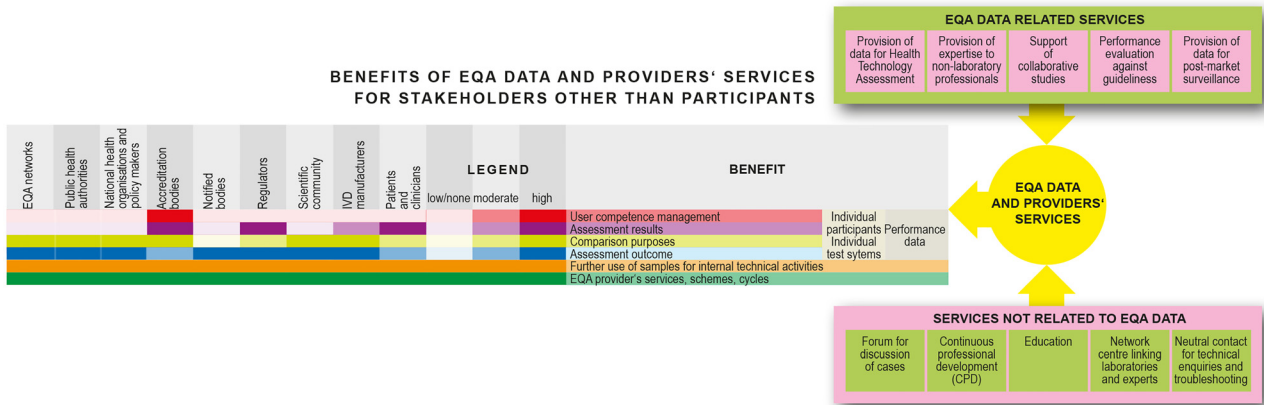 EQA DATA RELATED SERVICES
Provision of
data for Health
Technology
Assessment
Provision of
expertise to
non-laboratory
professionals
Support
of
collaborative
studies
Performance
evaluation
against
guideliness
Provision of
data for
post-market
surveillance
BENEFITS OF EQA DATA AND PROVIDERS‘ SERVICES
FOR STAKEHOLDERS OTHER THAN PARTICIPANTS
EQA networks
Public health
authorities
National health
organisations and
policy makers
Accreditation
bodies
Notified
bodies
Regulators
Scientific
community
IVD
manufacturers
Patients
and
clinicians
LEGEND
low/none moderate high
BENEFIT
User competence management
Assessment results
Comparison purposes
Assessment outcome
Further use of samples for internal technical activities
EQA provider's services, schemes, cycles
Individual
participants
Individual
test sytems
Performance
data
EQA DATA
AND PROVIDERS‘
SERVICES
SERVICES NOT RELATED TO EQA DATA
Forum for
discussion
of cases
Continuous
professional
development
(CPD)
Education
Network
centre linking
laboratories
and experts
Neutral contact
for technical
enquries and
troubleshooting